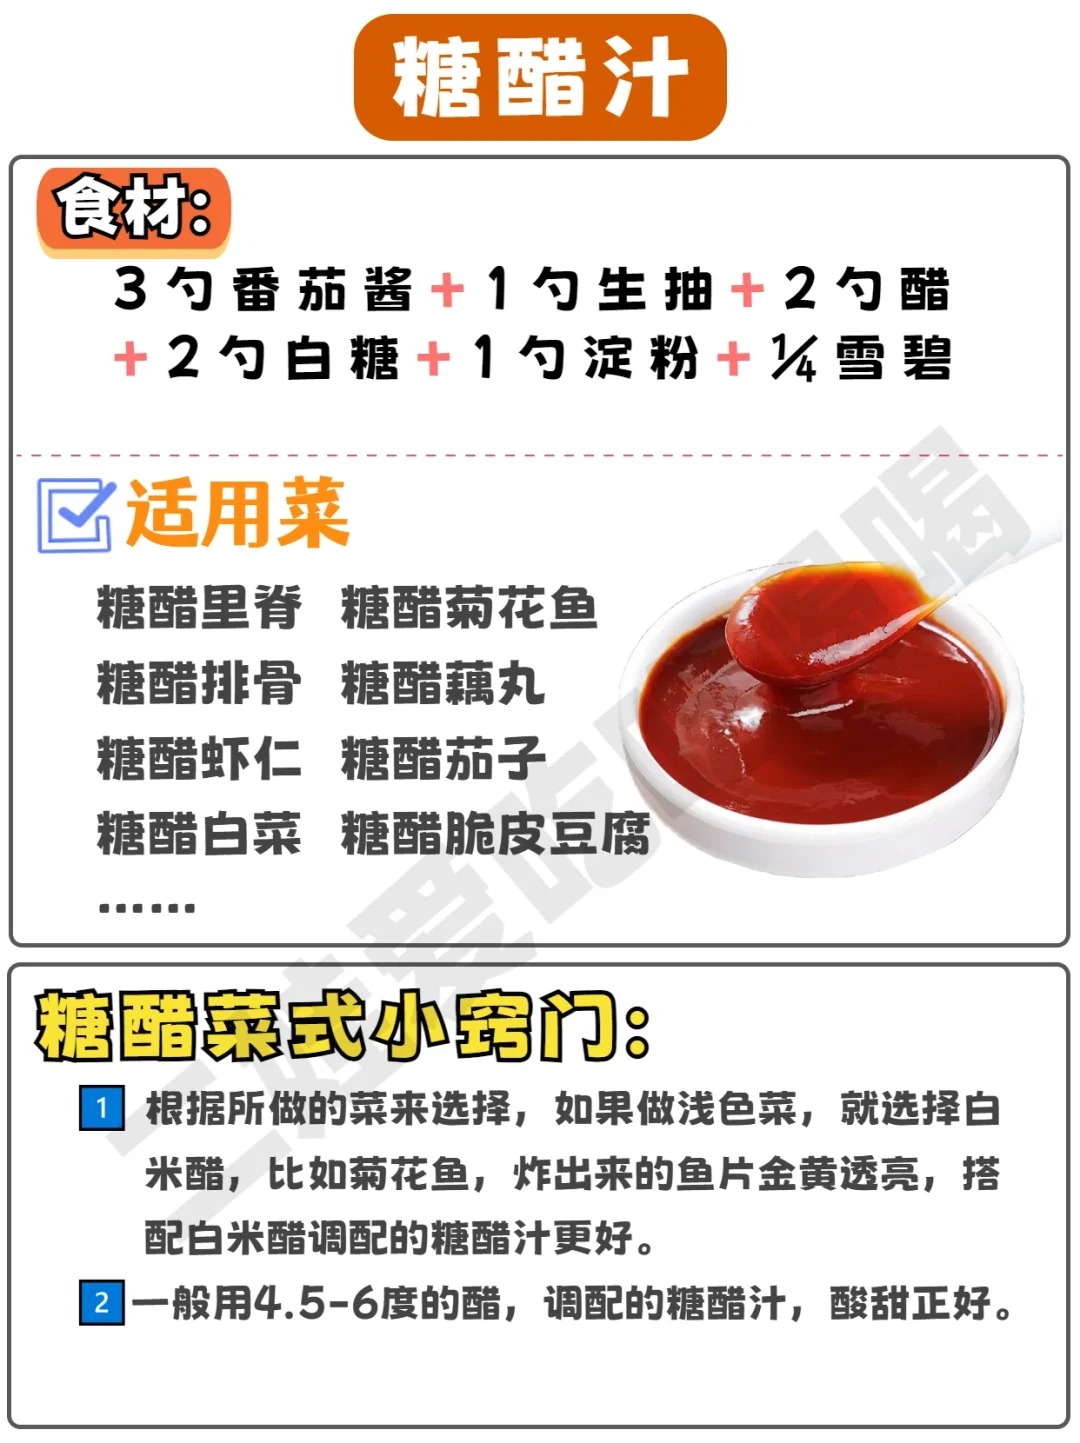 糖醋汁
食材:
3勺番茄酱+1勺生抽+2勺醋
+2勺白糖+1勺淀粉+¼雪碧
适用菜
糖醋里脊 糖醋菊花鱼
糖醋排骨 糖醋藕丸
糖醋虾仁 糖醋茄子
糖醋白菜 糖醋脆皮豆腐
……
糖醋菜式小窍门:
1 根据所做的菜来选择，如果做浅色菜，就选择白
米醋，比如菊花鱼，炸出来的鱼片金黄透亮，搭
配白米醋调配的糖醋汁更好。
2 一般用4.5-6度的醋，调配的糖醋汁，酸甜正好。